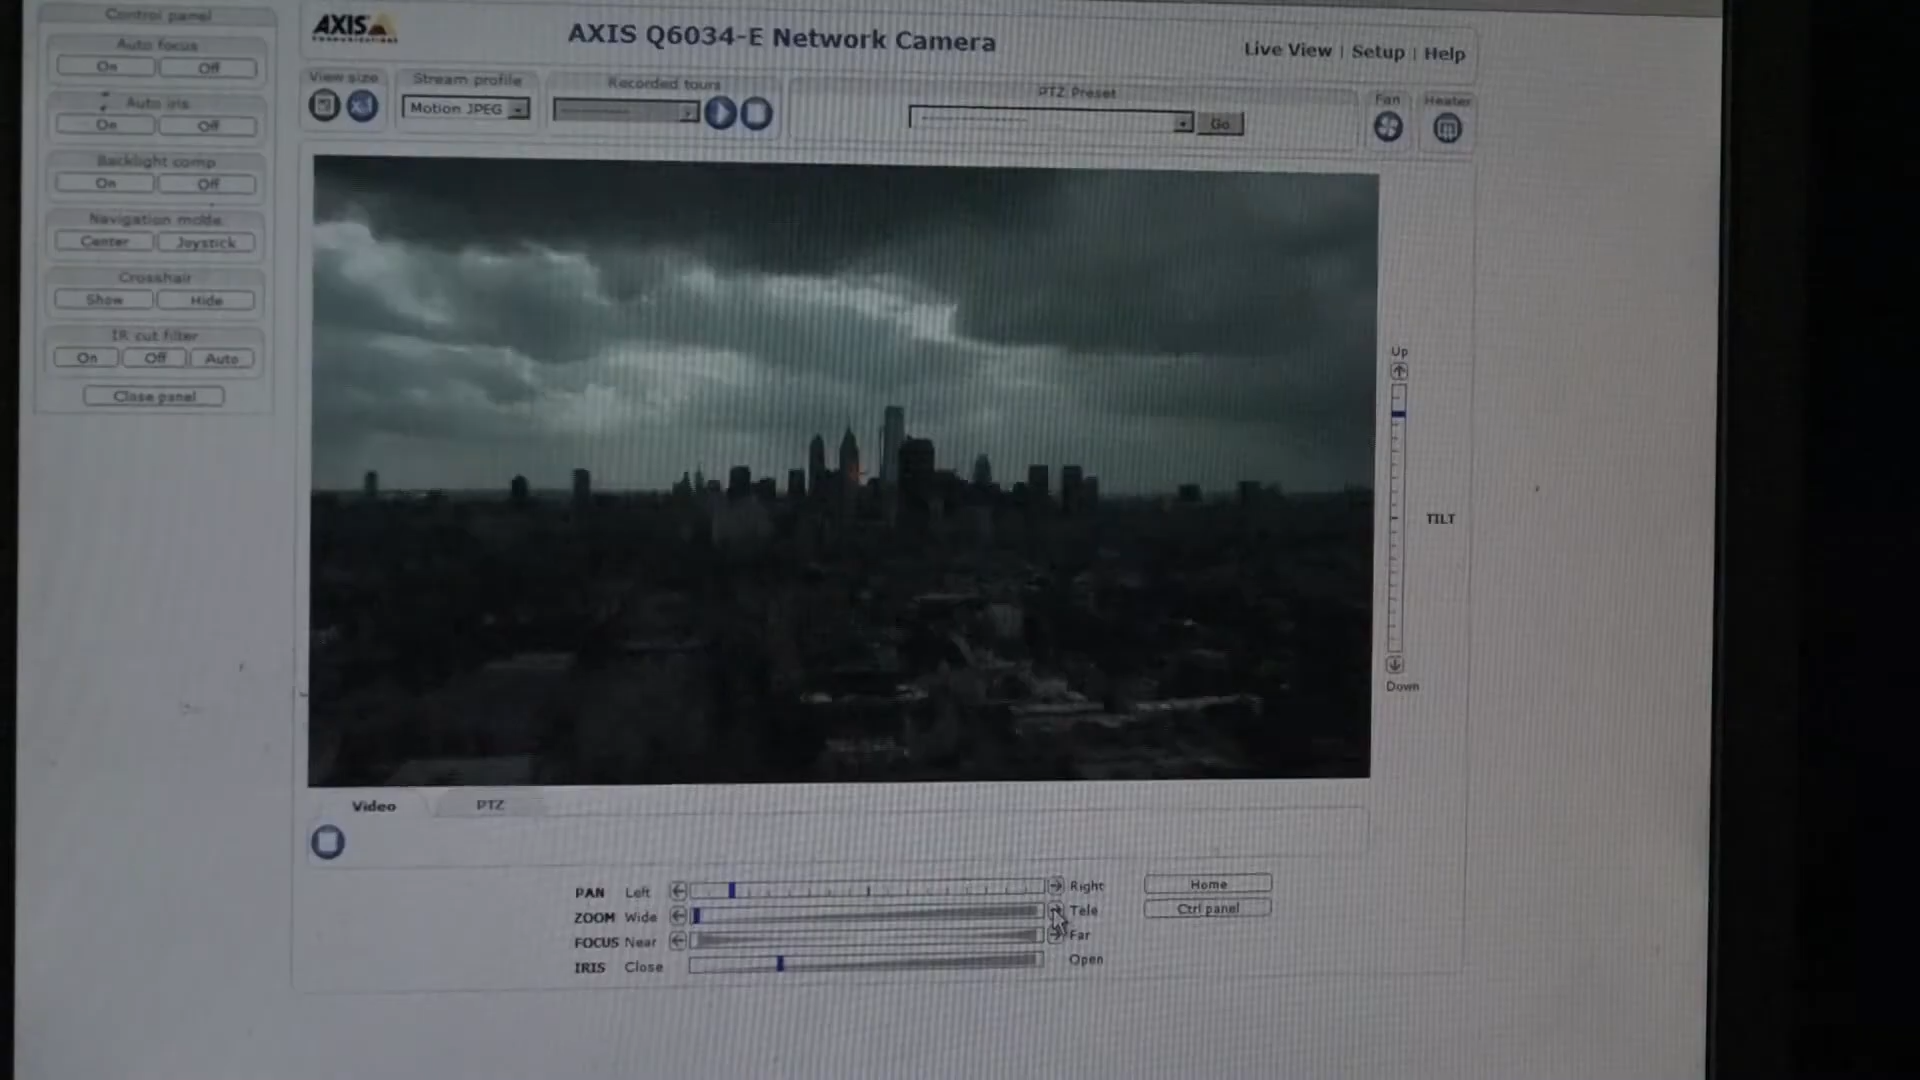 Control panel
Auto focus
On Off
Auto iris
On Off
Backlight comp
On Off
Navigation mode
Center Joystick
Crosshair
Show Hide
IR cut filter
On Off Auto
Close panel
AXIS
COMMUNICATIONS
AXIS Q6034-E Network Camera
Live View | Setup | Help
View size
Stream profile
Motion JPEG
Recorded tours
PTZ Preset
Go
Fan
Heater
Up
TILT
Down
Video PTZ
PAN Left Right
ZOOM Wide Tele
FOCUS Near Far
IRIS Close Open
Home
Ctrl panel